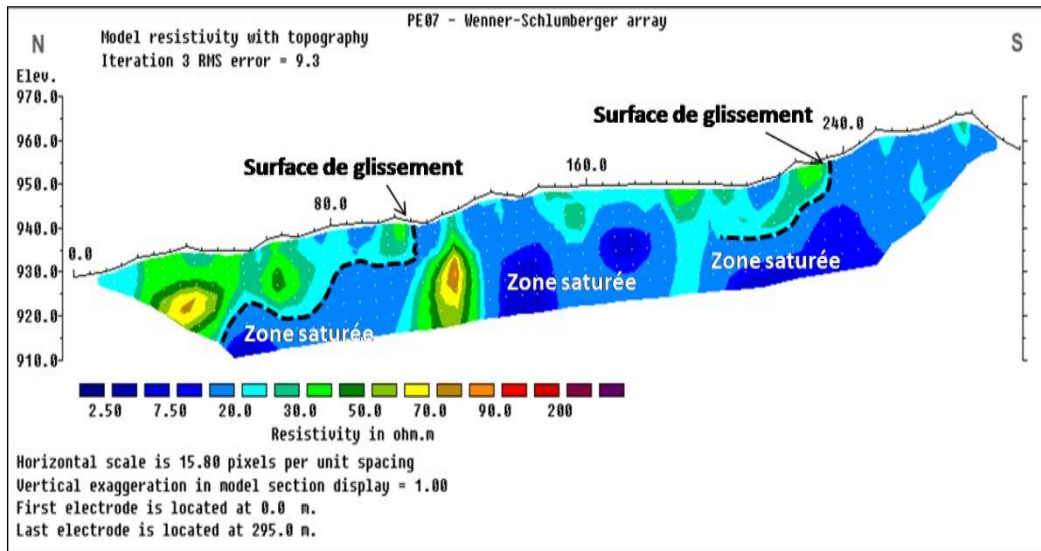 PE07 - Wenner-Schlumberger array
N
Model resistivity with topography
S
Iteration 3 RMS error = 9.3
Elev.
970.0
Surface de glissement
240.0
960.0
Surface de glissement
160.0
950.0
80.0
940.0
0.0
930.0
Zone saturée
Zone saturée
920.0
Zone saturée
910.0
2.50 7.50 20.0 30.0 50.0 70.0 90.0 200
Resistivity in ohm.m
Horizontal scale is 15.80 pixels per unit spacing
Vertical exaggeration in model section display = 1.00
First electrode is located at 0.0 m.
Last electrode is located at 295.0 m.